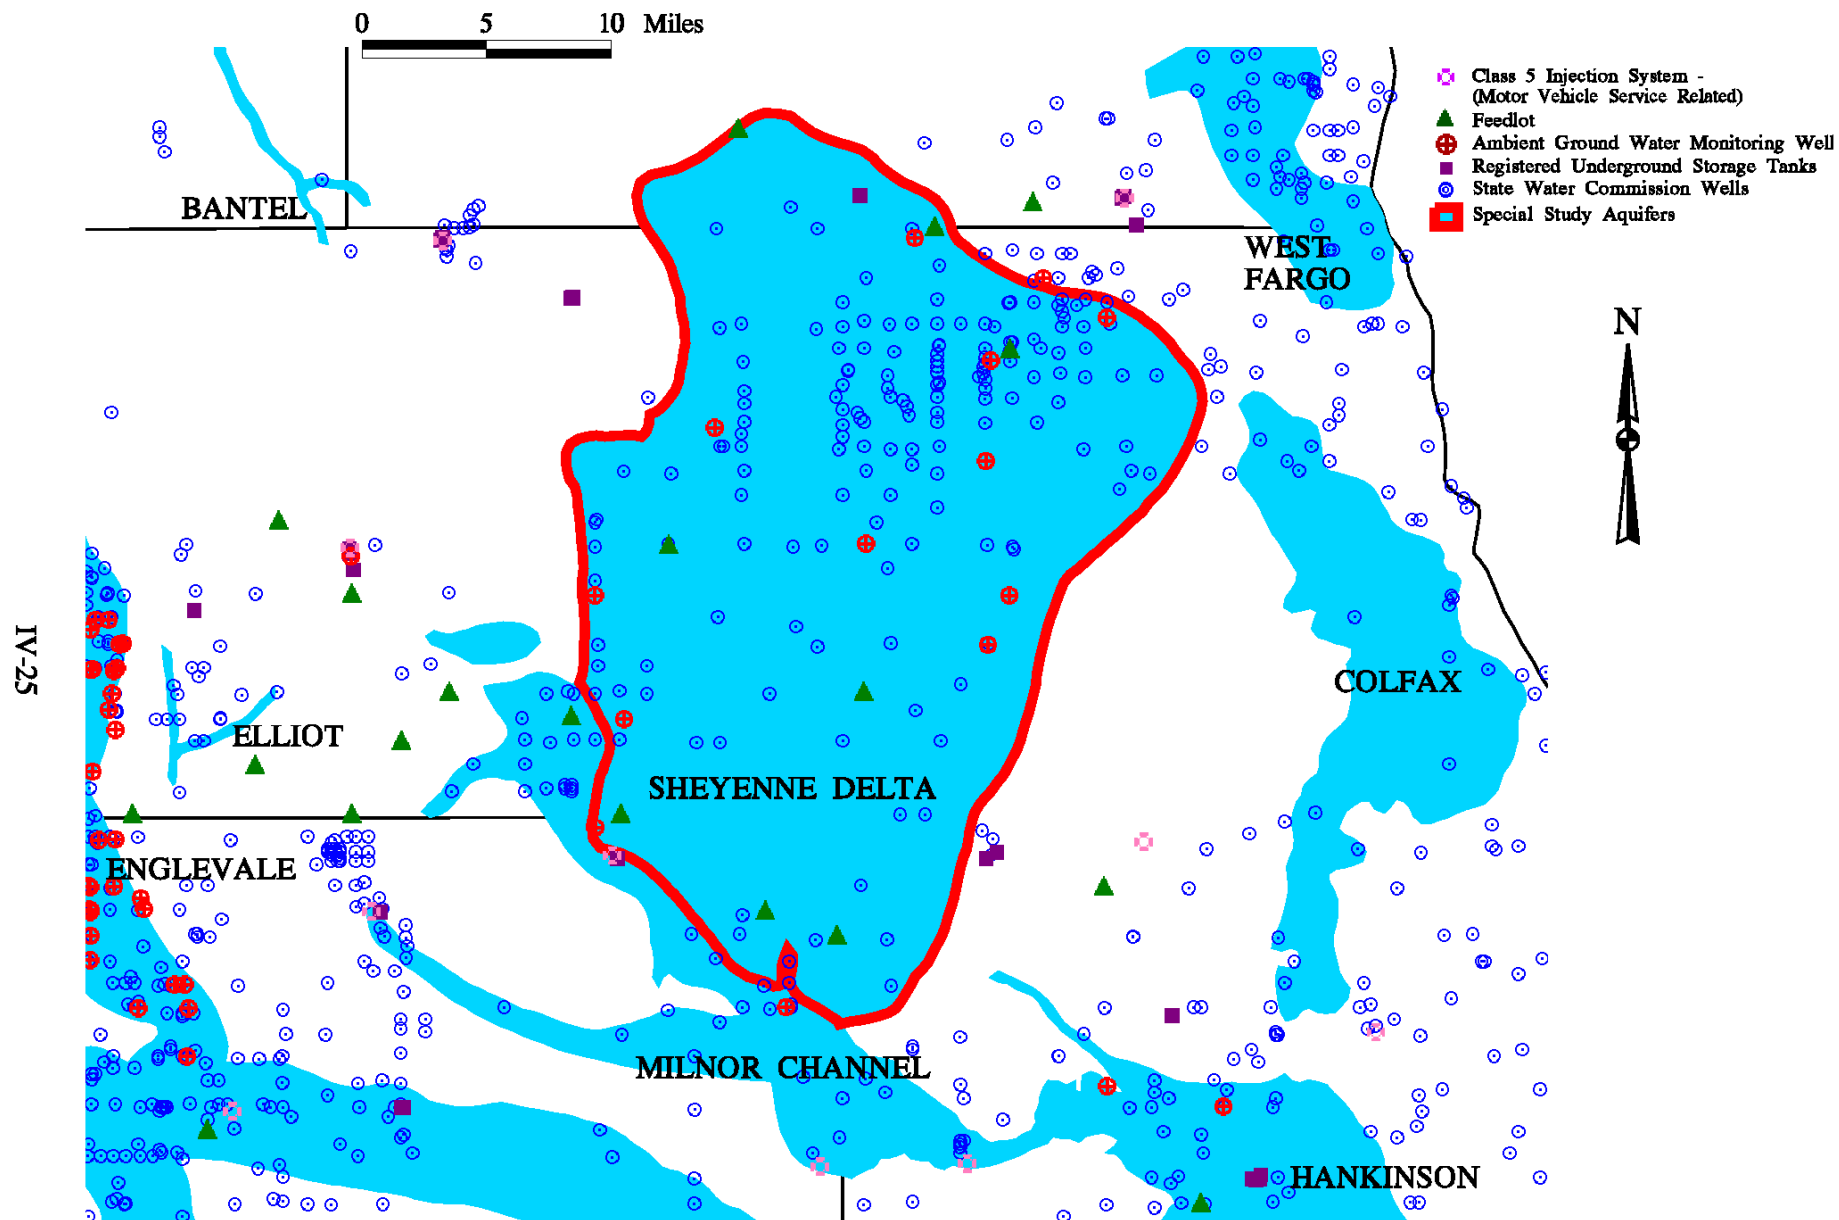 0 5 10 Miles
Class 5 Injection System -
(Motor Vehicle Service Related)
Feedlot
Ambient Ground Water Monitoring Well
Registered Underground Storage Tanks
State Water Commission Wells
Special Study Aquifers
BANTEL
WEST
FARGO
N
IV-25
COLFAX
ELLIOT
SHEYENNE DELTA
ENGLEVALE
MILNOR CHANNEL
HANKINSON